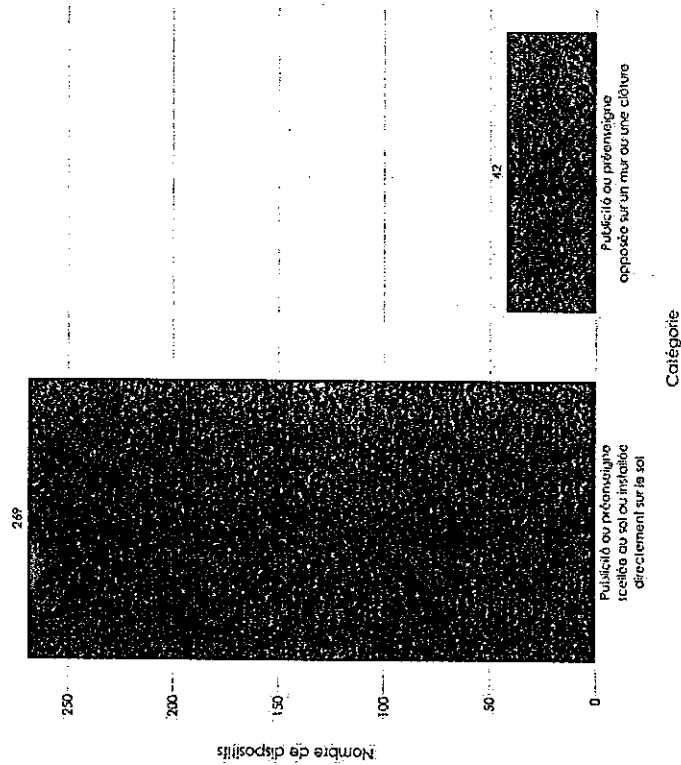 Nombre de dispositifs
250
200
150
100
50
0
269
42
Publicité ou préenseigne
scellée au sol ou installée
directement sur le sol
Publicité ou préenseigne
apposée sur un mur ou une clôture
Catégorie